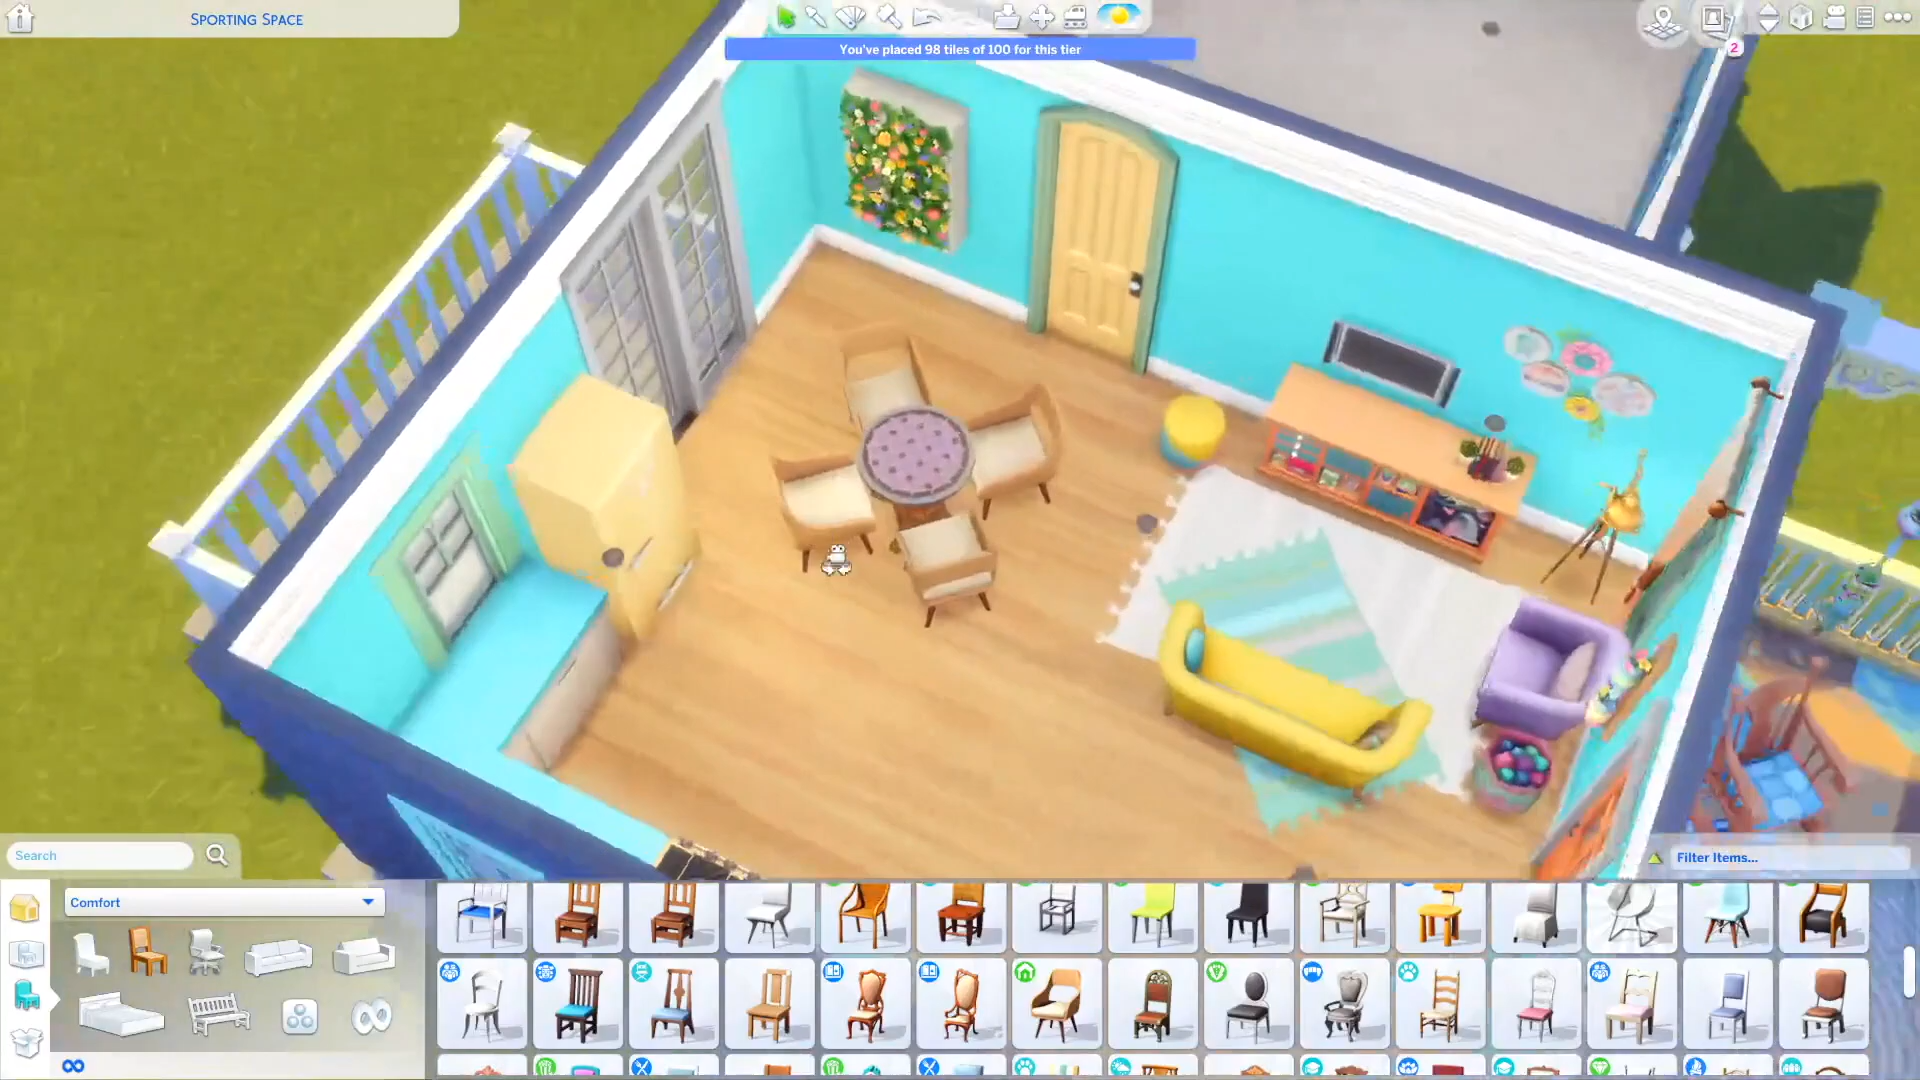 Sporting Space
You've placed 98 tiles of 100 for this tier
2
Search
Filter Items...
Comfort